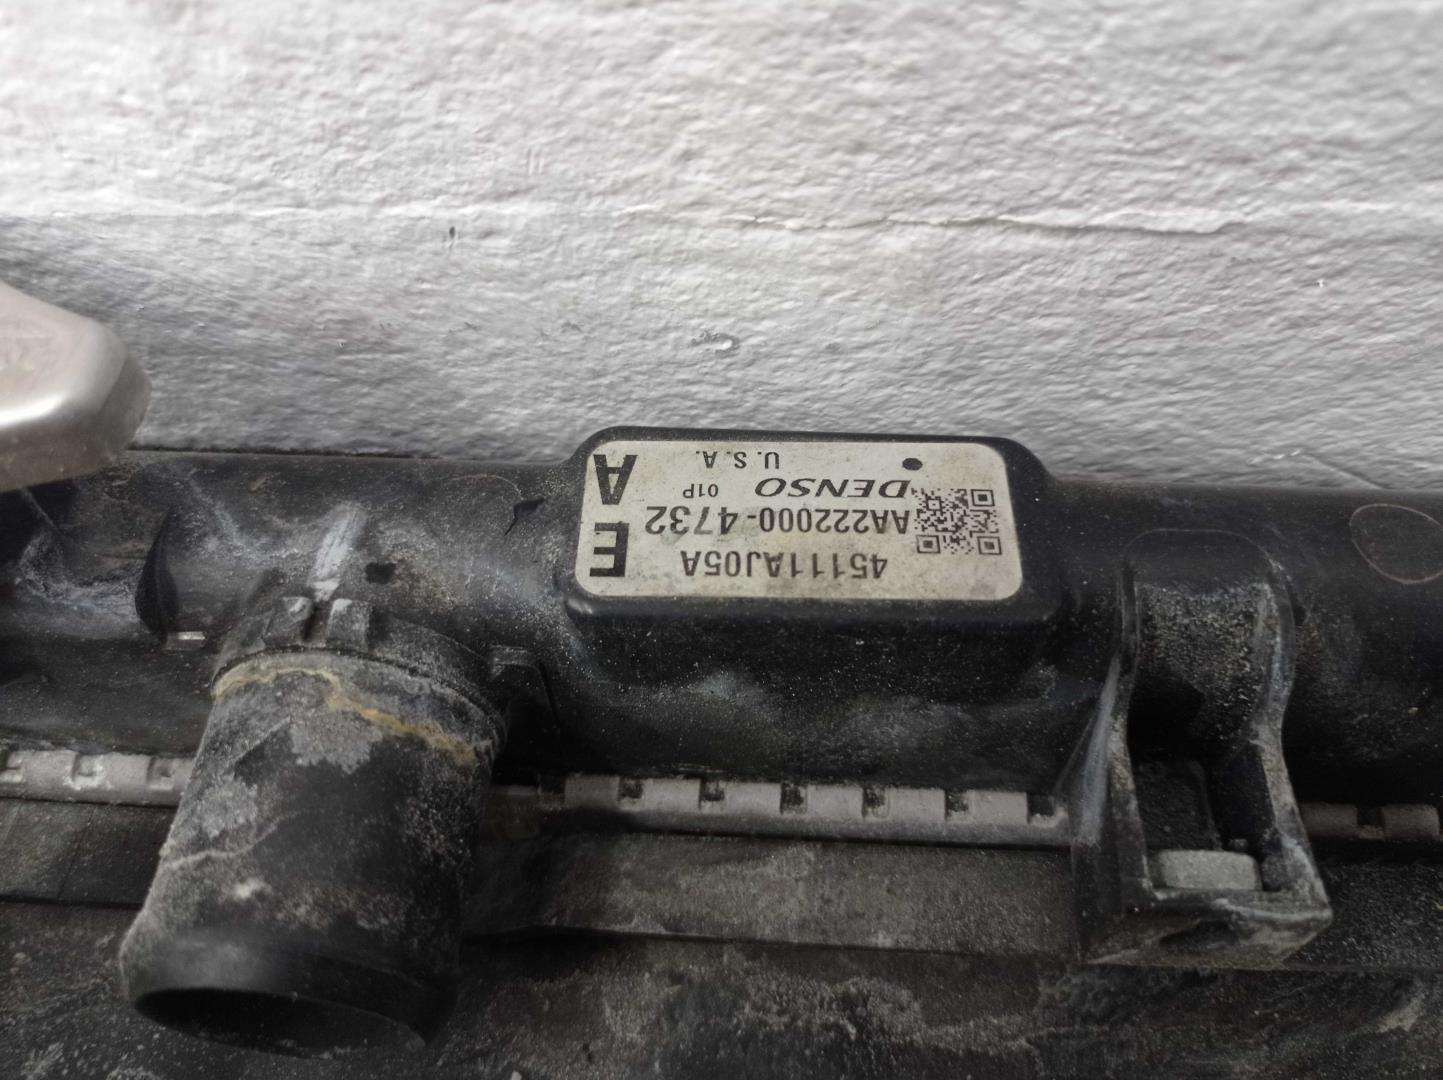 45111AJ05A
AA222000-4732
DENSO 01P
U.S.A.
E
A